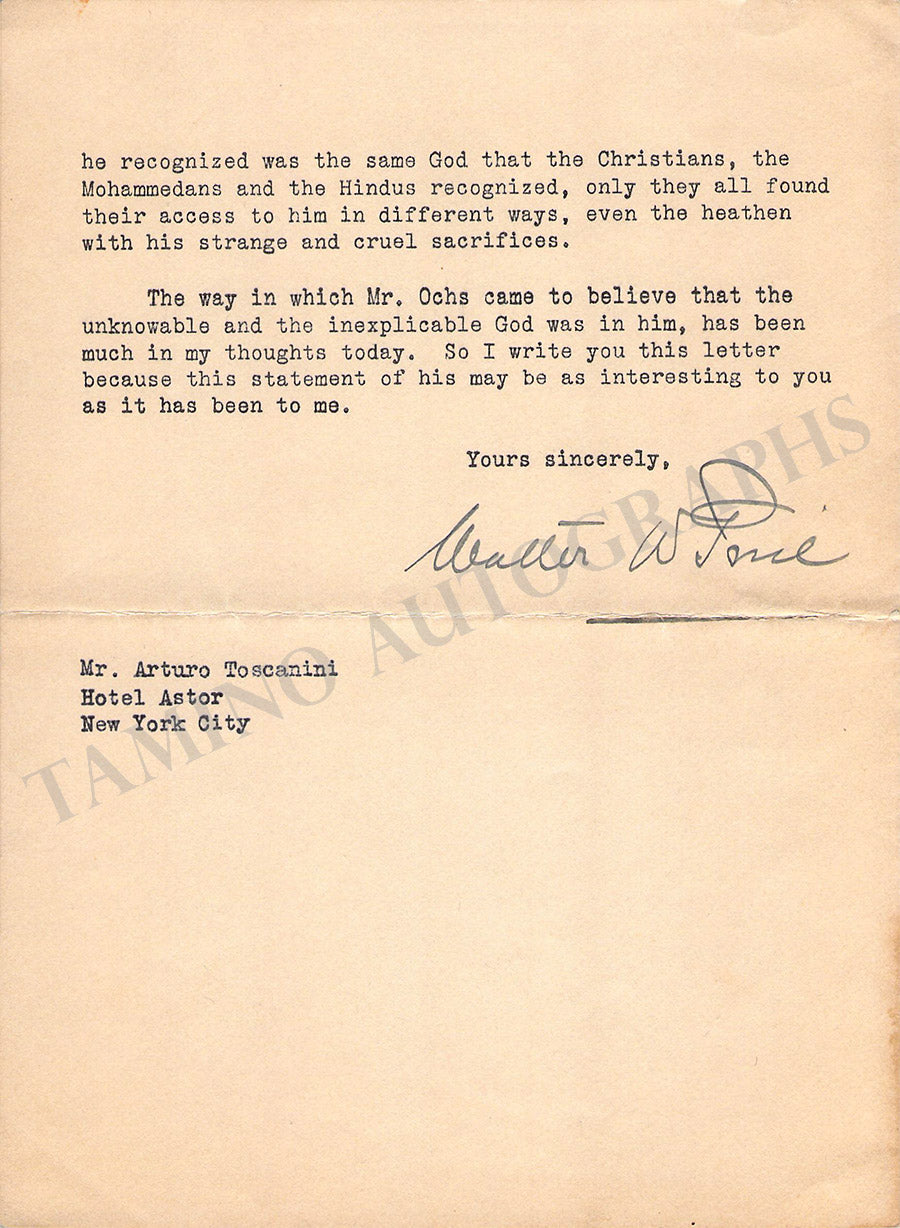 he recognized was the same God that the Christians, the
Mohammedans and the Hindus recognized, only they all found
their access to him in different ways, even the heathen
with his strange and cruel sacrifices.
The way in which Mr. Ochs came to believe that the
unknowable and the inexplicable God was in him, has been
much in my thoughts today. So I write you this letter
because this statement of his may be as interesting to you
as it has been to me.
Yours sincerely,
Walter W Price
Mr. Arturo Toscanini
Hotel Astor
New York City
TAMINO AUTOGRAPHS